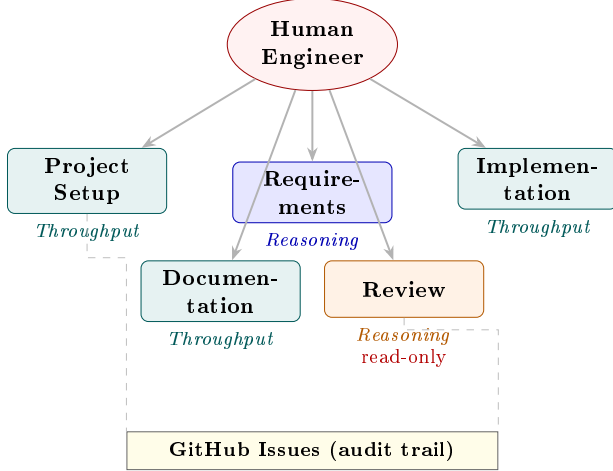 Human
Engineer
Project
Setup
Throughput
Require-
ments
Reasoning
Implemen-
tation
Throughput
Documen-
tation
Throughput
Review
Reasoning
read-only
GitHub Issues (audit trail)